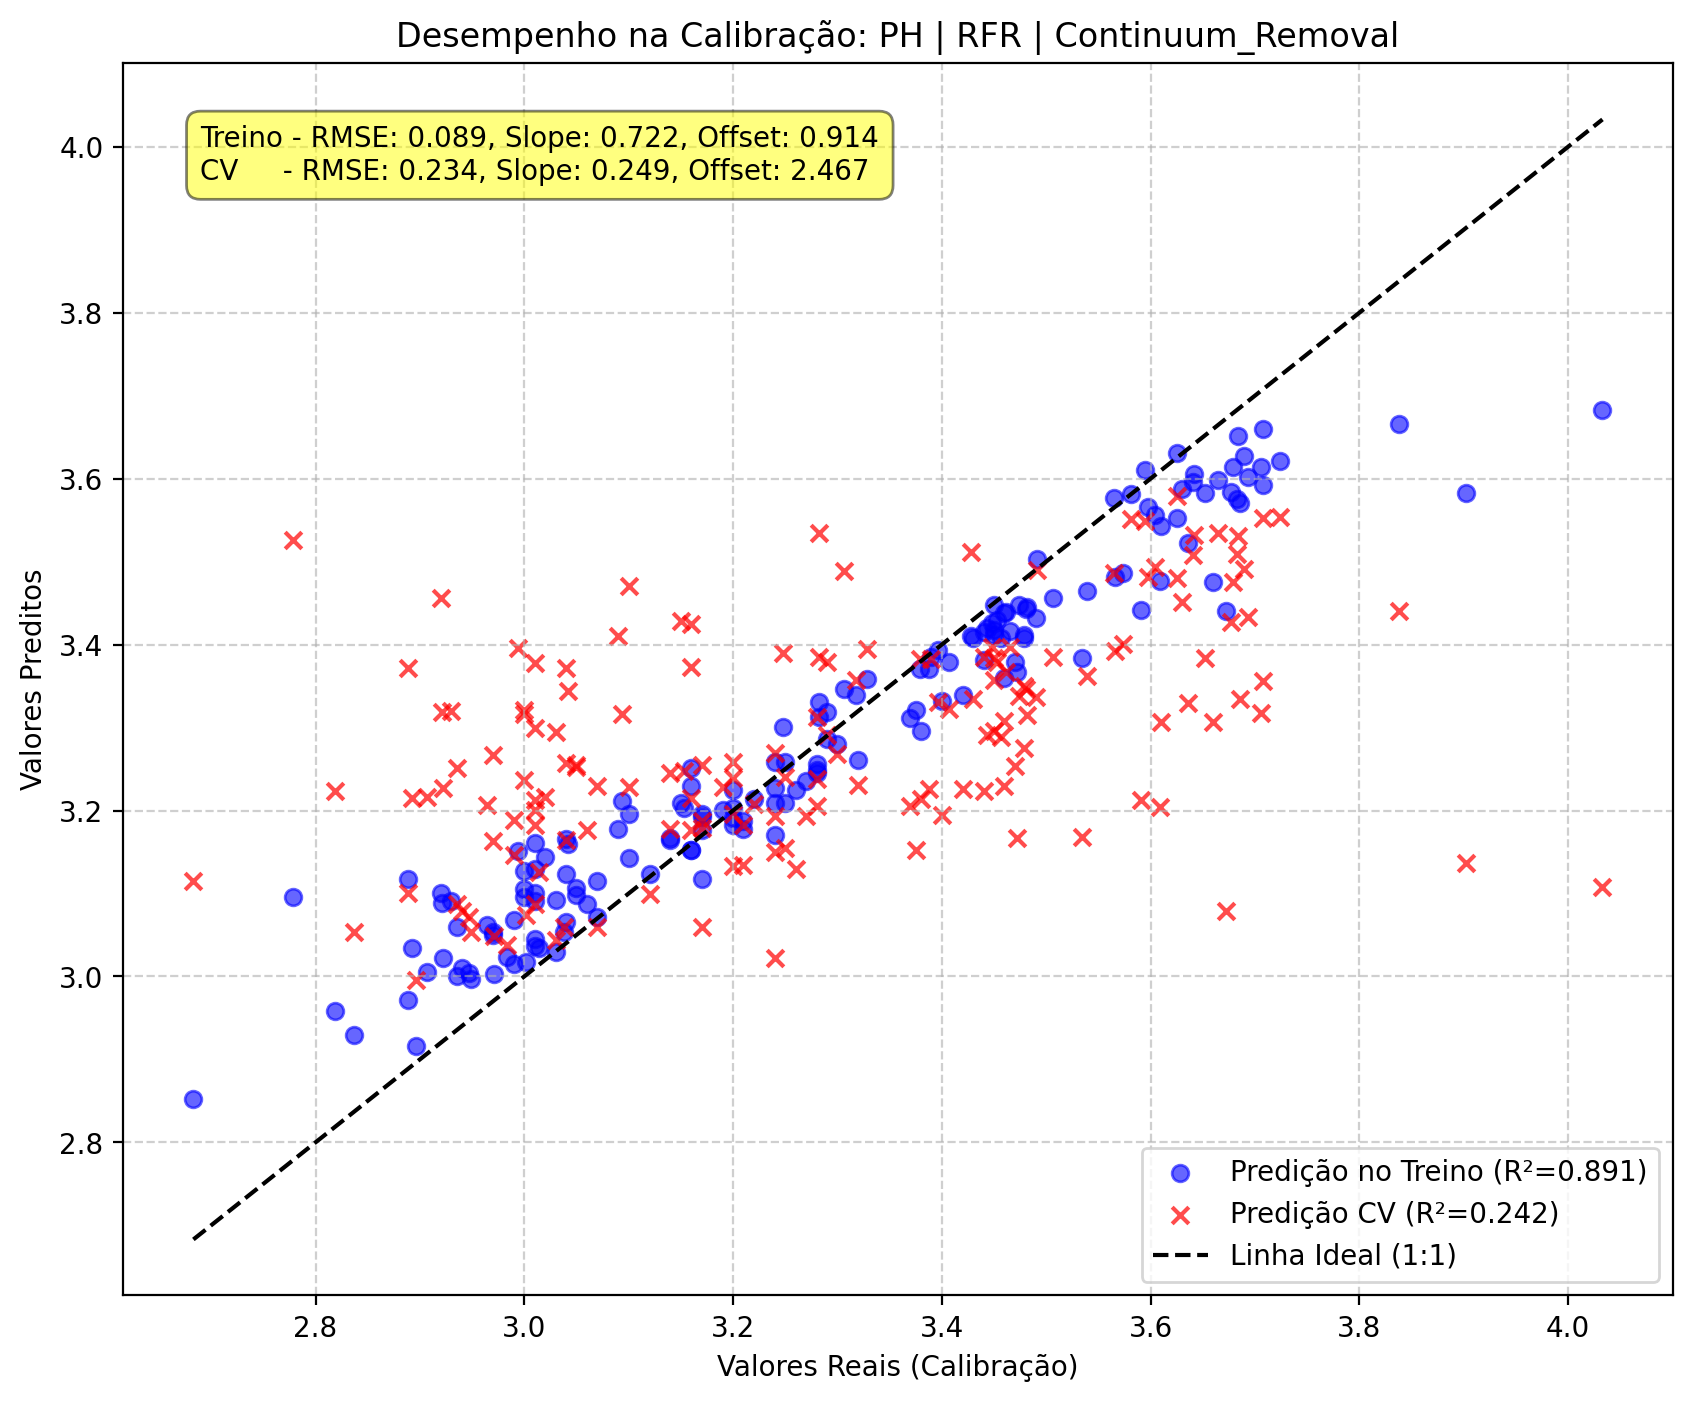 Desempenho na Calibração: PH | RFR | Continuum_Removal
Treino - RMSE: 0.089, Slope: 0.722, Offset: 0.914
CV     - RMSE: 0.234, Slope: 0.249, Offset: 2.467
4.0
3.8
3.6
3.4
3.2
3.0
2.8
Valores Preditos
Predição no Treino (R²=0.891)
Predição CV (R²=0.242)
Linha Ideal (1:1)
2.8 3.0 3.2 3.4 3.6 3.8 4.0
Valores Reais (Calibração)